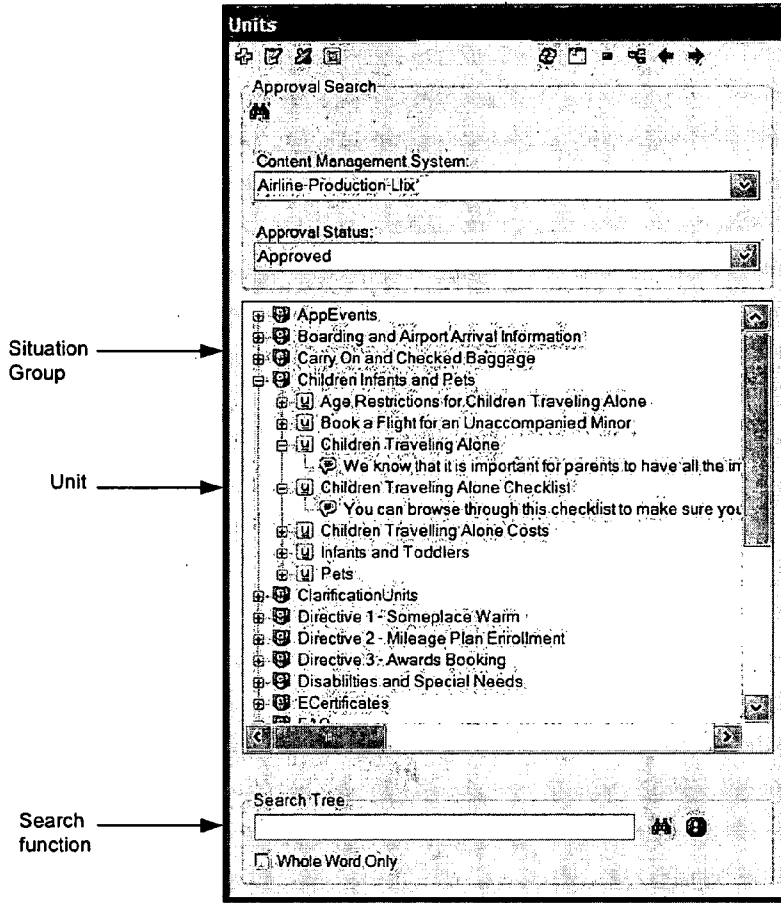 Units
Approval Search
Content Management System:
Airline-Production-Llix
Approval Status:
Approved
AppEvents
Boarding and Airport Arrival Information
Situation Group
Carry On and Checked Baggage
Children Infants and Pets
Age Restrictions for Children Traveling Alone
Book a Flight for an Unaccompanied Minor
Children Traveling Alone
We know that it is important for parents to have all the im
Unit
Children Traveling Alone Checklist
You can browse through this checklist to make sure you
Children Travelling Alone Costs
Infants and Toddlers
Pets
ClarificationUnits
Directive 1 - Someplace Warm
Directive 2 - Mileage Plan Enrollment
Directive 3 - Awards Booking
Disabilties and Special Needs
ECertificates
Search Tree
Search function
Whole Word Only